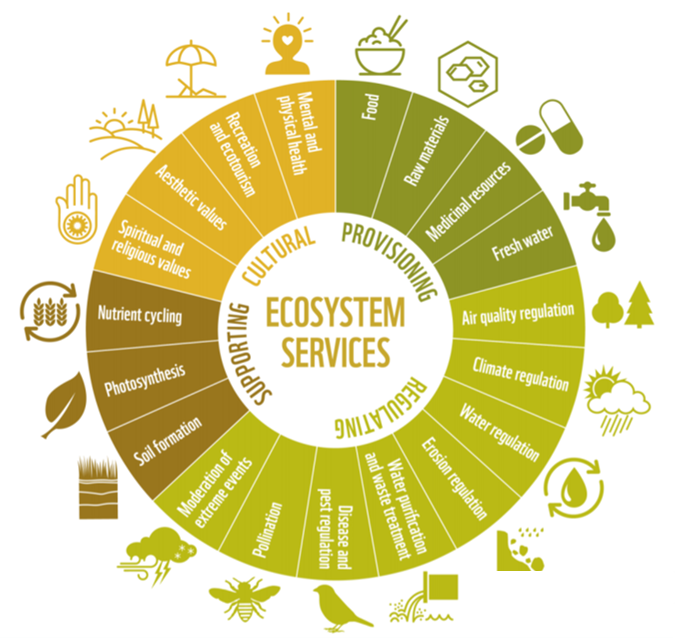 ECOSYSTEM
SERVICES
PROVISIONING
Food
Raw materials
Medicinal resources
Fresh water
REGULATING
Air quality regulation
Climate regulation
Water regulation
Erosion regulation
Water purification
and waste treatment
Disease and
pest regulation
Pollination
Moderation of
extreme events
SUPPORTING
Soil formation
Photosynthesis
Nutrient cycling
CULTURAL
Spiritual and
religious values
Aesthetic values
Recreation
and ecotourism
Mental and
physical health